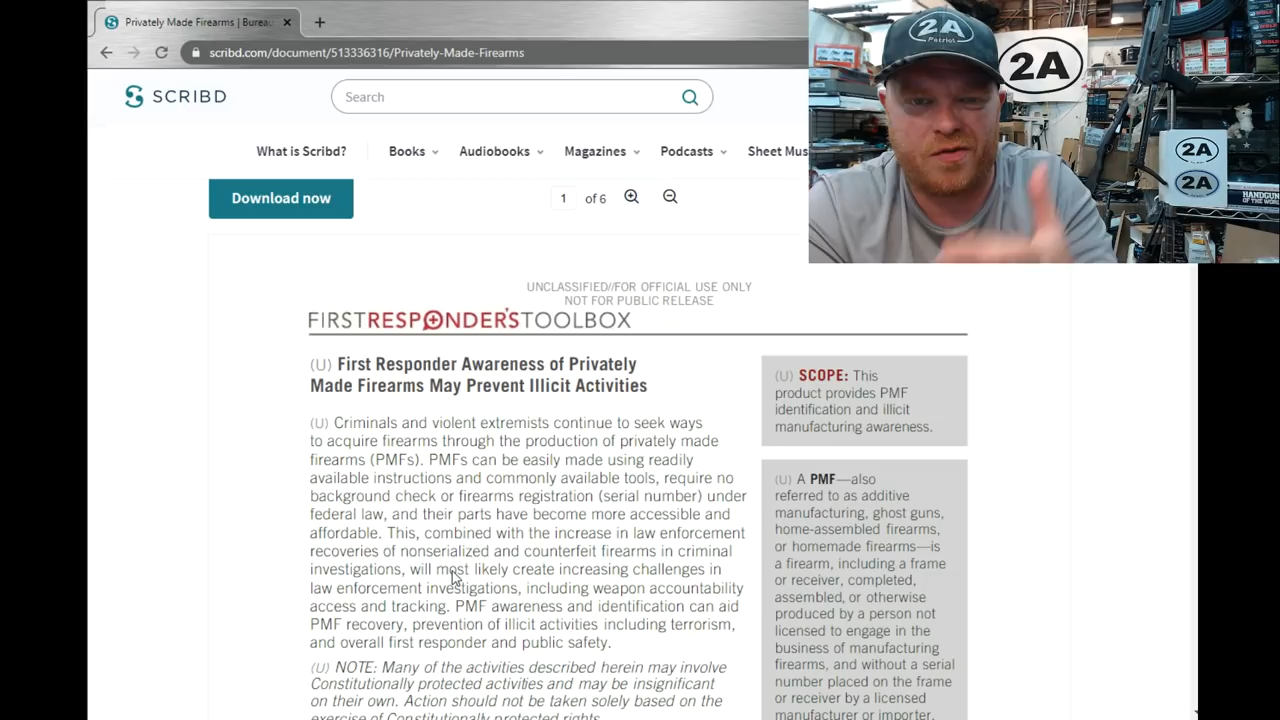 Privately Made Firearms | Bureau
scribd.com/document/513336316/Privately-Made-Firearms
SCRIBD
Search
What is Scribd?
Books
Audiobooks
Magazines
Podcasts
Sheet Mus
Download now
1 of 6
2A
Patriot
2A
2A
2A
HANDGUN
OF THE WOR
UNCLASSIFIED//FOR OFFICIAL USE ONLY
NOT FOR PUBLIC RELEASE
FIRSTRESPONDER'STOOLBOX
(U) First Responder Awareness of Privately
Made Firearms May Prevent Illicit Activities
(U) Criminals and violent extremists continue to seek ways
to acquire firearms through the production of privately made
firearms (PMFs). PMFs can be easily made using readily
available instructions and commonly available tools, require no
background check or firearms registration (serial number) under
federal law, and their parts have become more accessible and
affordable. This, combined with the increase in law enforcement
recoveries of nonserialized and counterfeit firearms in criminal
investigations, will most likely create increasing challenges in
law enforcement investigations, including weapon accountability
access and tracking. PMF awareness and identification can aid
PMF recovery, prevention of illicit activities including terrorism,
and overall first responder and public safety.
(U) NOTE: Many of the activities described herein may involve
Constitutionally protected activities and may be insignificant
on their own. Action should not be taken solely based on the
exercise of Constitutionally protected rights.
(U) SCOPE: This
product provides PMF
identification and illicit
manufacturing awareness.
(U) A PMF—also
referred to as additive
manufacturing, ghost guns,
home-assembled firearms,
or homemade firearms—is
a firearm, including a frame
or receiver, completed,
assembled, or otherwise
produced by a person not
licensed to engage in the
business of manufacturing
firearms, and without a serial
number placed on the frame
or receiver by a licensed
manufacturer or importer.